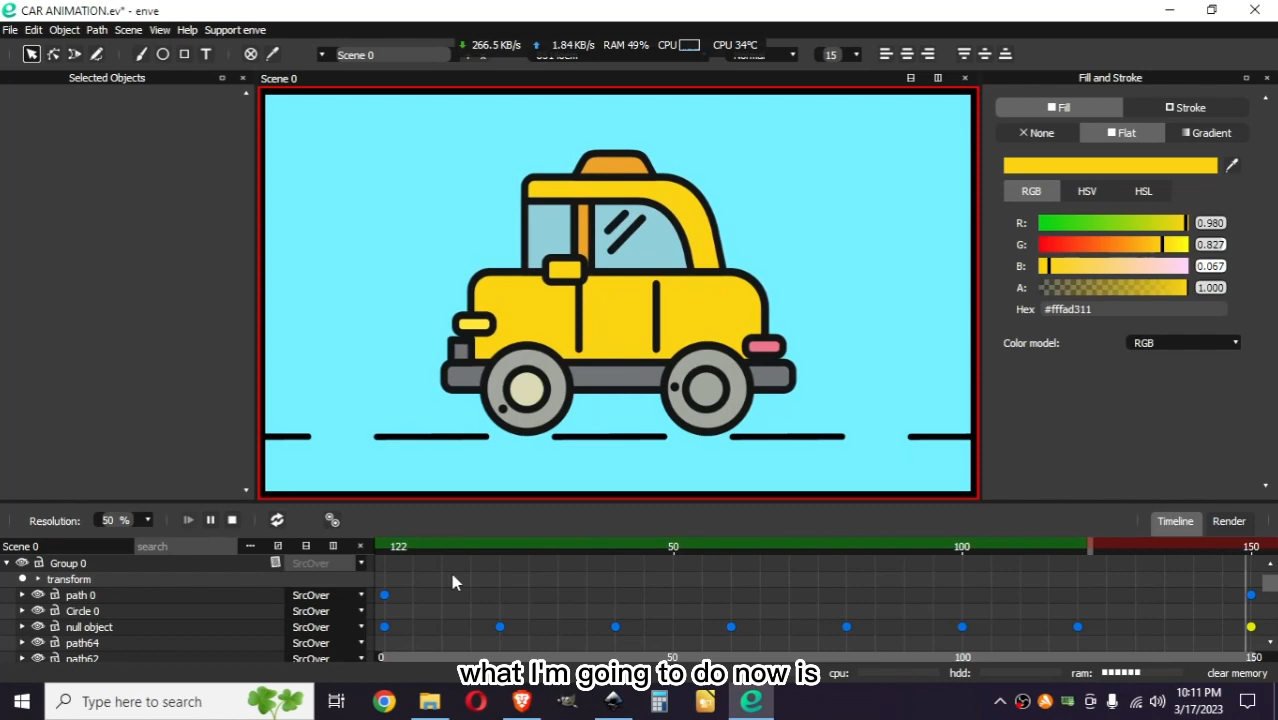 CAR ANIMATION.ev* - enve
File Edit Object Path Scene View Help Support enve
Scene 0 266.5 KB/s 1.84 KB/s RAM 49% CPU CPU 34°C 15
Selected Objects
Scene 0
Fill and Stroke
Fill Stroke
None Flat Gradient
RGB HSV HSL
R: 0.980
G: 0.827
B: 0.067
A: 1.000
Hex #fffad311
Color model: RGB
Resolution: 50 % Timeline Render
Scene 0 search 122 50 100 150
Group 0 SrcOver
transform
path 0 SrcOver
Circle 0 SrcOver
null object SrcOver
path64 SrcOver
path62 SrcOver 0 50 100 150
what I'm going to do now is
cpu: hdd: ram: clear memory
Type here to search
10:11 PM
3/17/2023